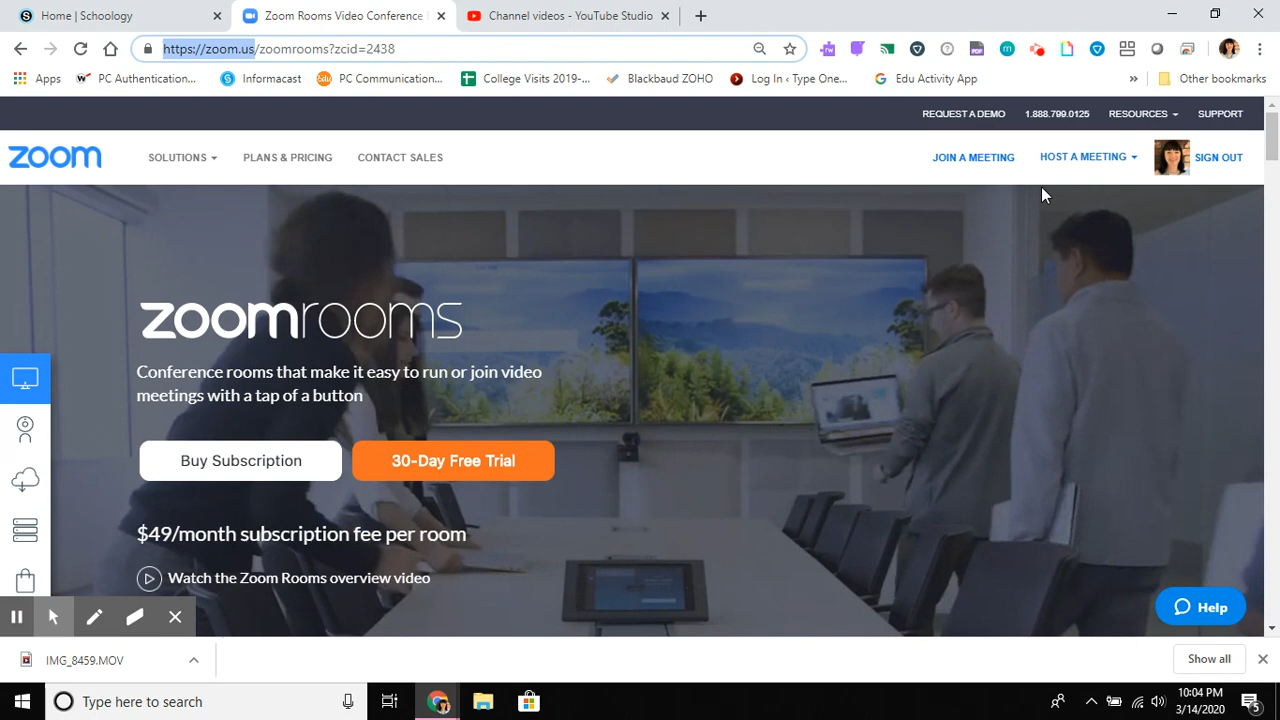 Home | Schoology
Zoom Rooms Video Conference
Channel videos - YouTube Studio
https://zoom.us/zoomrooms?zcid=2438
Apps
PC Authentication...
Informacast
PC Communication...
College Visits 2019-...
Blackbaud ZOHO
Log In ‹ Type One...
Edu Activity App
»
Other bookmarks
REQUEST A DEMO
1.888.799.0125
RESOURCES
SUPPORT
zoom
SOLUTIONS
PLANS & PRICING
CONTACT SALES
JOIN A MEETING
HOST A MEETING
SIGN OUT
zoomrooms
Conference rooms that make it easy to run or join video
meetings with a tap of a button
Buy Subscription
30-Day Free Trial
$49/month subscription fee per room
Watch the Zoom Rooms overview video
Help
IMG_8459.MOV
Show all
Type here to search
10:04 PM
3/14/2020
5